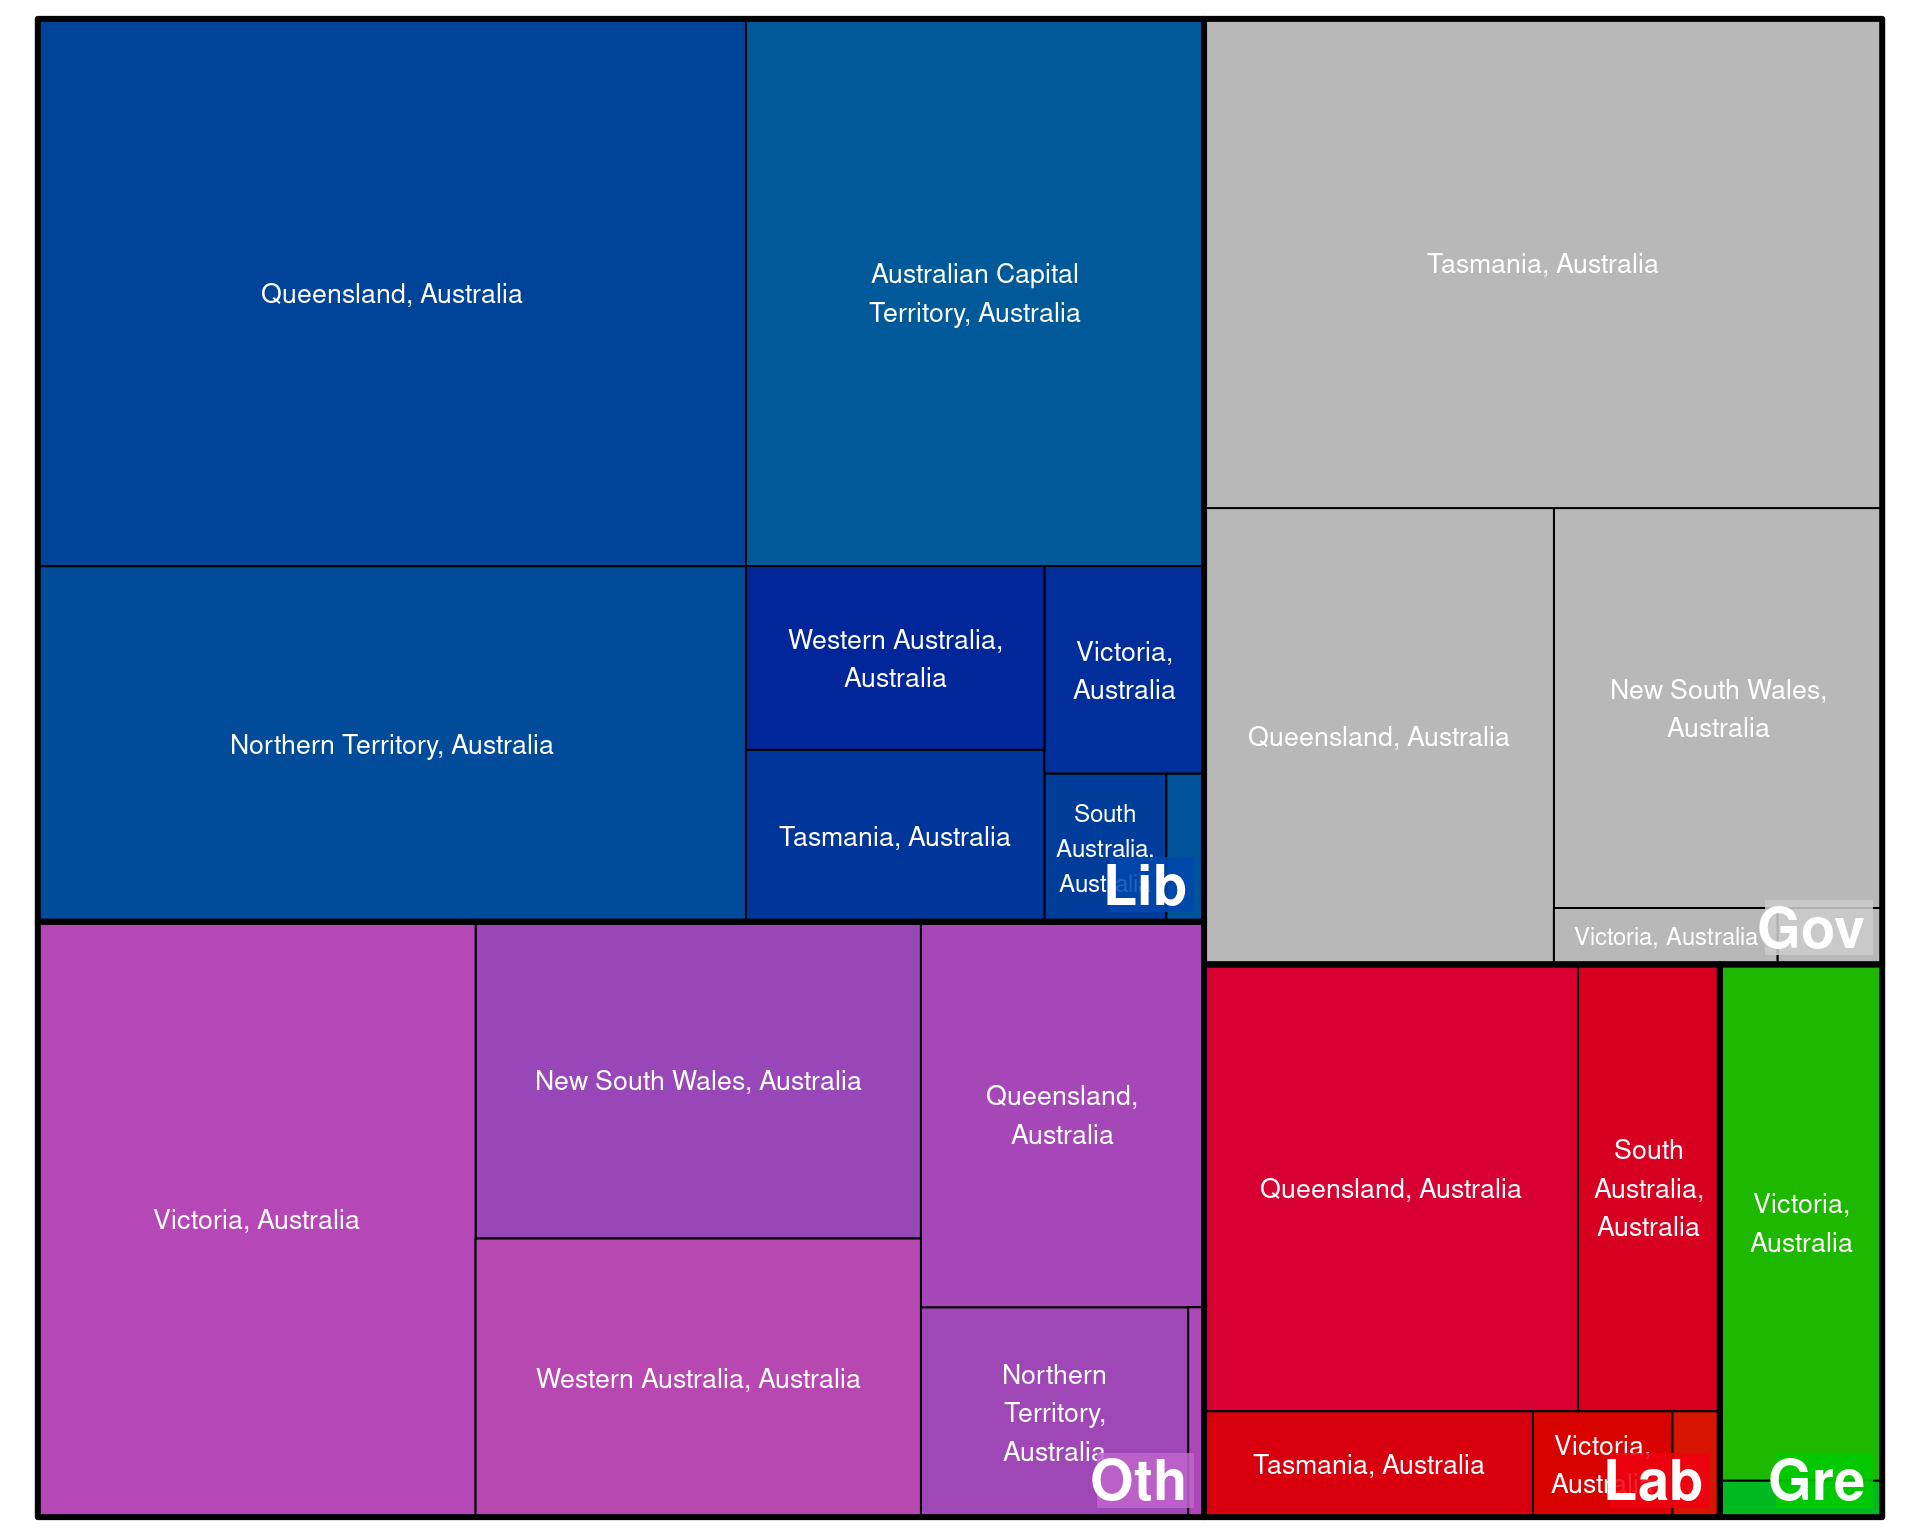 Queensland, Australia
Australian Capital
Territory, Australia
Northern Territory, Australia
Western Australia,
Australia
Victoria,
Australia
Tasmania, Australia
South
Australia,
Australia
Lib
Tasmania, Australia
Queensland, Australia
New South Wales,
Australia
Victoria, Australia
Gov
Victoria, Australia
New South Wales, Australia
Western Australia, Australia
Queensland,
Australia
Northern
Territory,
Australia
Oth
Queensland, Australia
South
Australia,
Australia
Tasmania, Australia
Victoria,
Australia
Lab
Victoria,
Australia
Gre